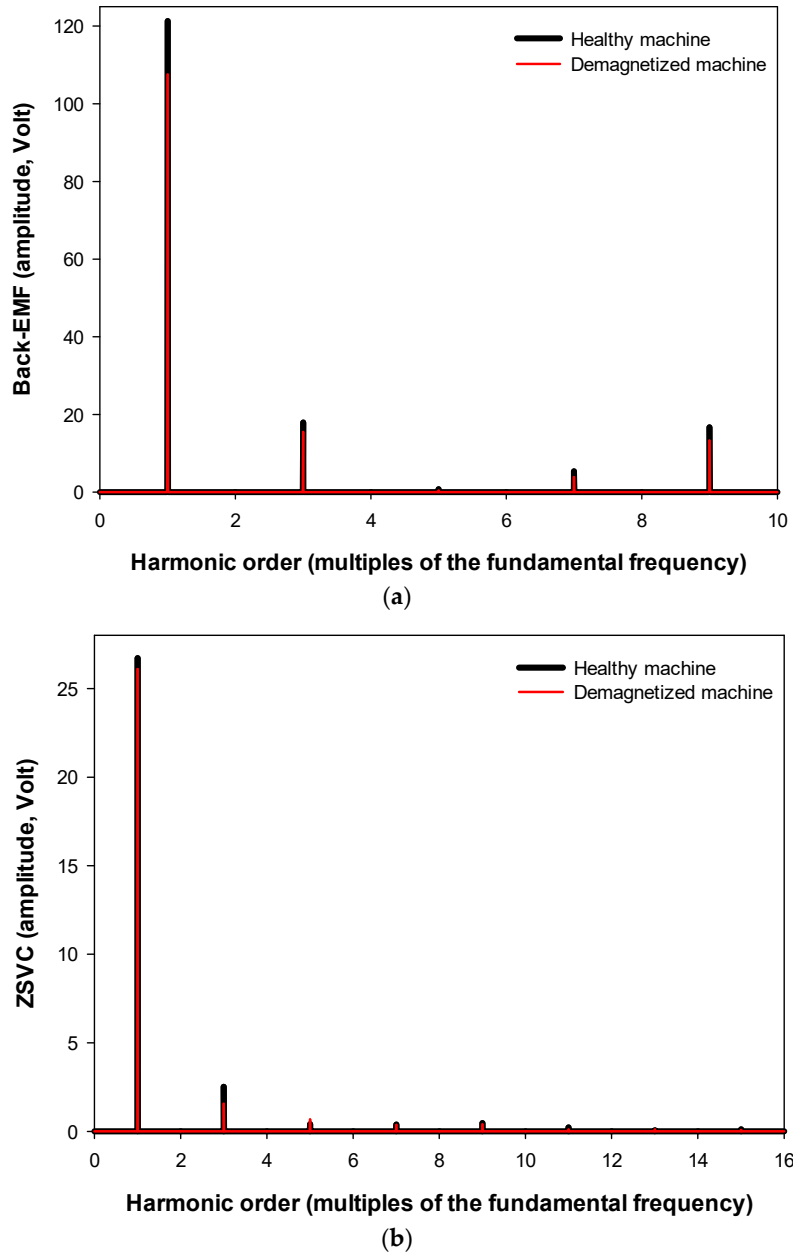 120
100
80
60
40
20
0
Back-EMF (amplitude, Volt)
Healthy machine
Demagnetized machine
0 2 4 6 8 10
Harmonic order (multiples of the fundamental frequency)
(a)
25
20
15
10
5
0
ZSVC (amplitude, Volt)
Healthy machine
Demagnetized machine
0 2 4 6 8 10 12 14 16
Harmonic order (multiples of the fundamental frequency)
(b)